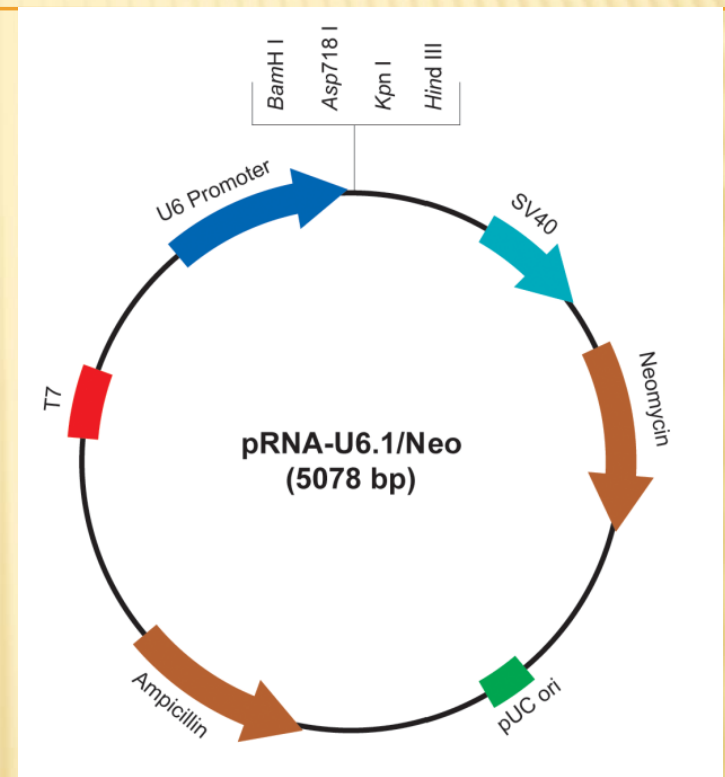 BamH I
Asp718 I
Kpn I
Hind III
U6 Promoter
SV40
T7
Neomycin
pRNA-U6.1/Neo
(5078 bp)
Ampicillin
pUC ori